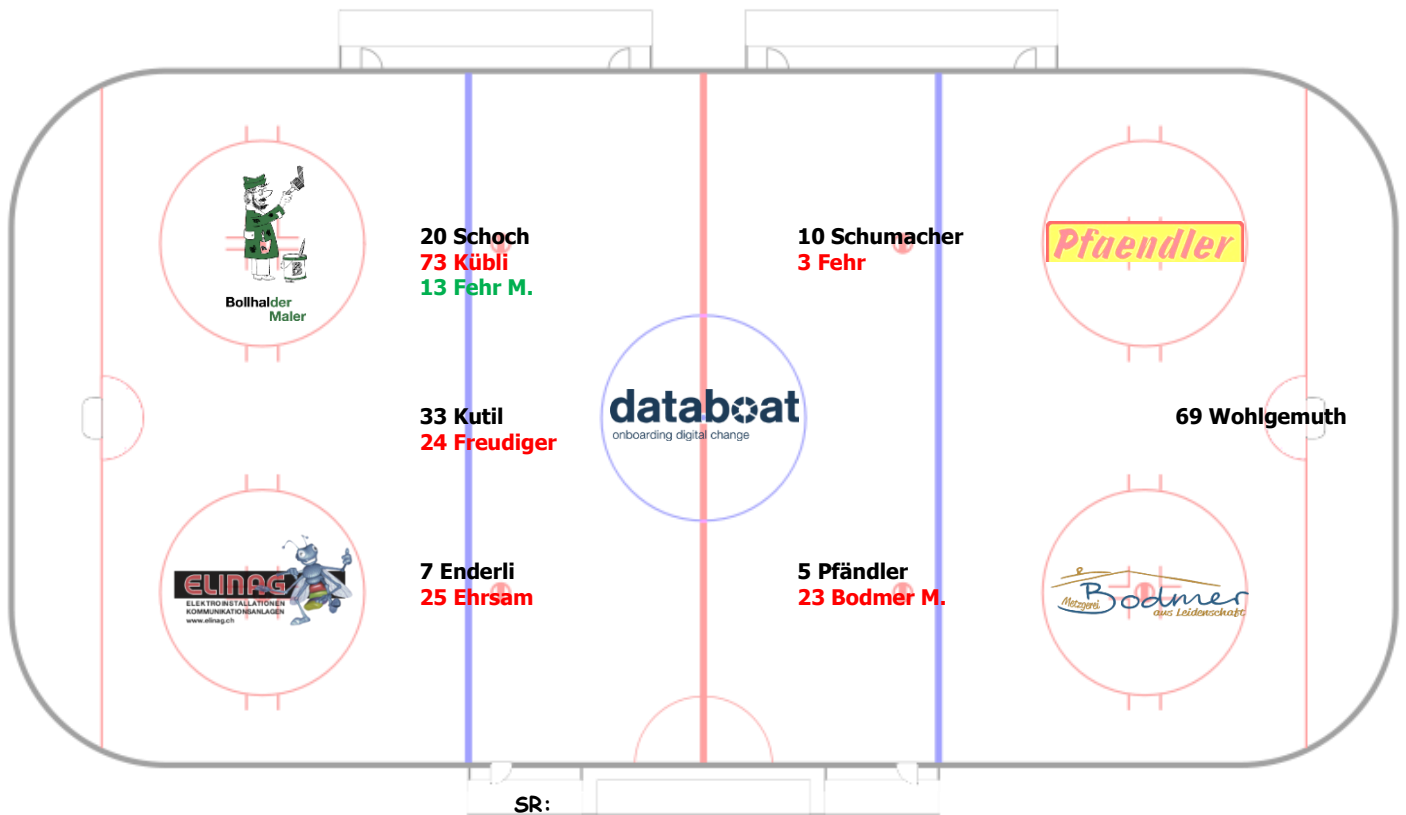 Bollhalder
Maler
20 Schoch
73 Kübli
13 Fehr M.
10 Schumacher
3 Fehr
Pfaendler
33 Kutil
24 Freudiger
databoat
onboarding digital change
69 Wohlgemuth
ELINAG
ELEKTROINSTALLATIONEN
KOMMUNIKATIONSANLAGEN
www.elinag.ch
7 Enderli
25 Ehrsam
5 Pfändler
23 Bodmer M.
Metzgerei
Bodmer
aus Leidenschaft
SR: